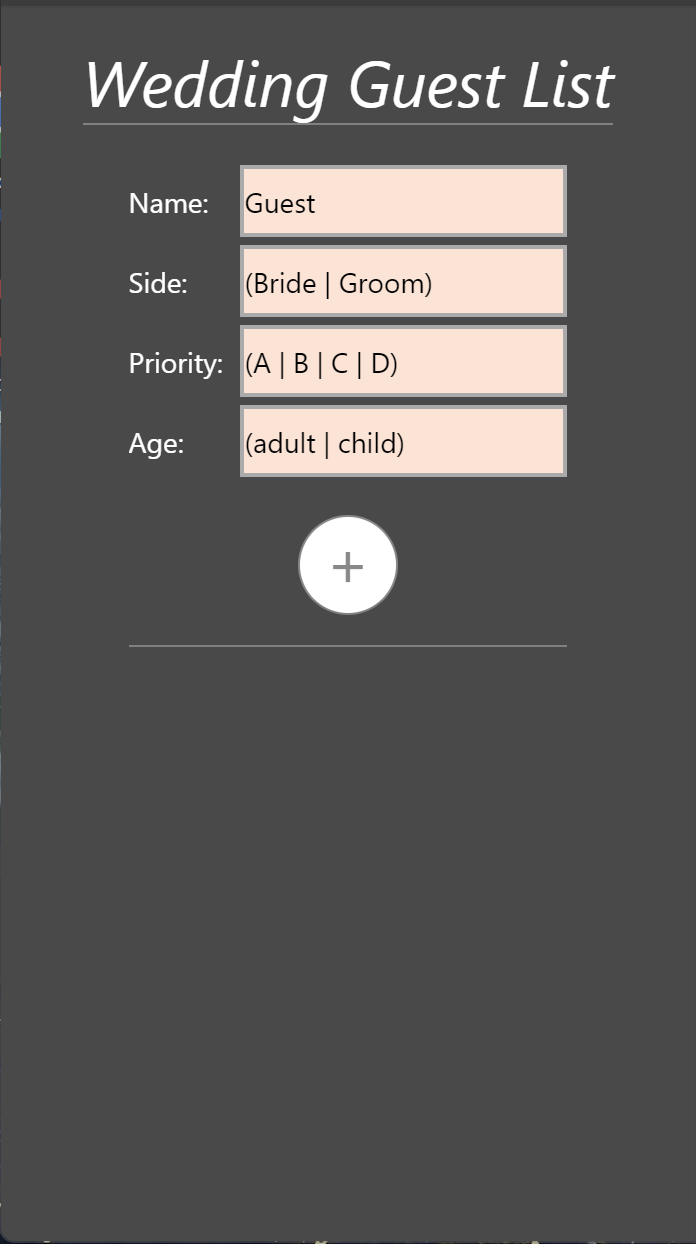 Wedding Guest List
Name: Guest
Side: (Bride | Groom)
Priority: (A | B | C | D)
Age: (adult | child)
+